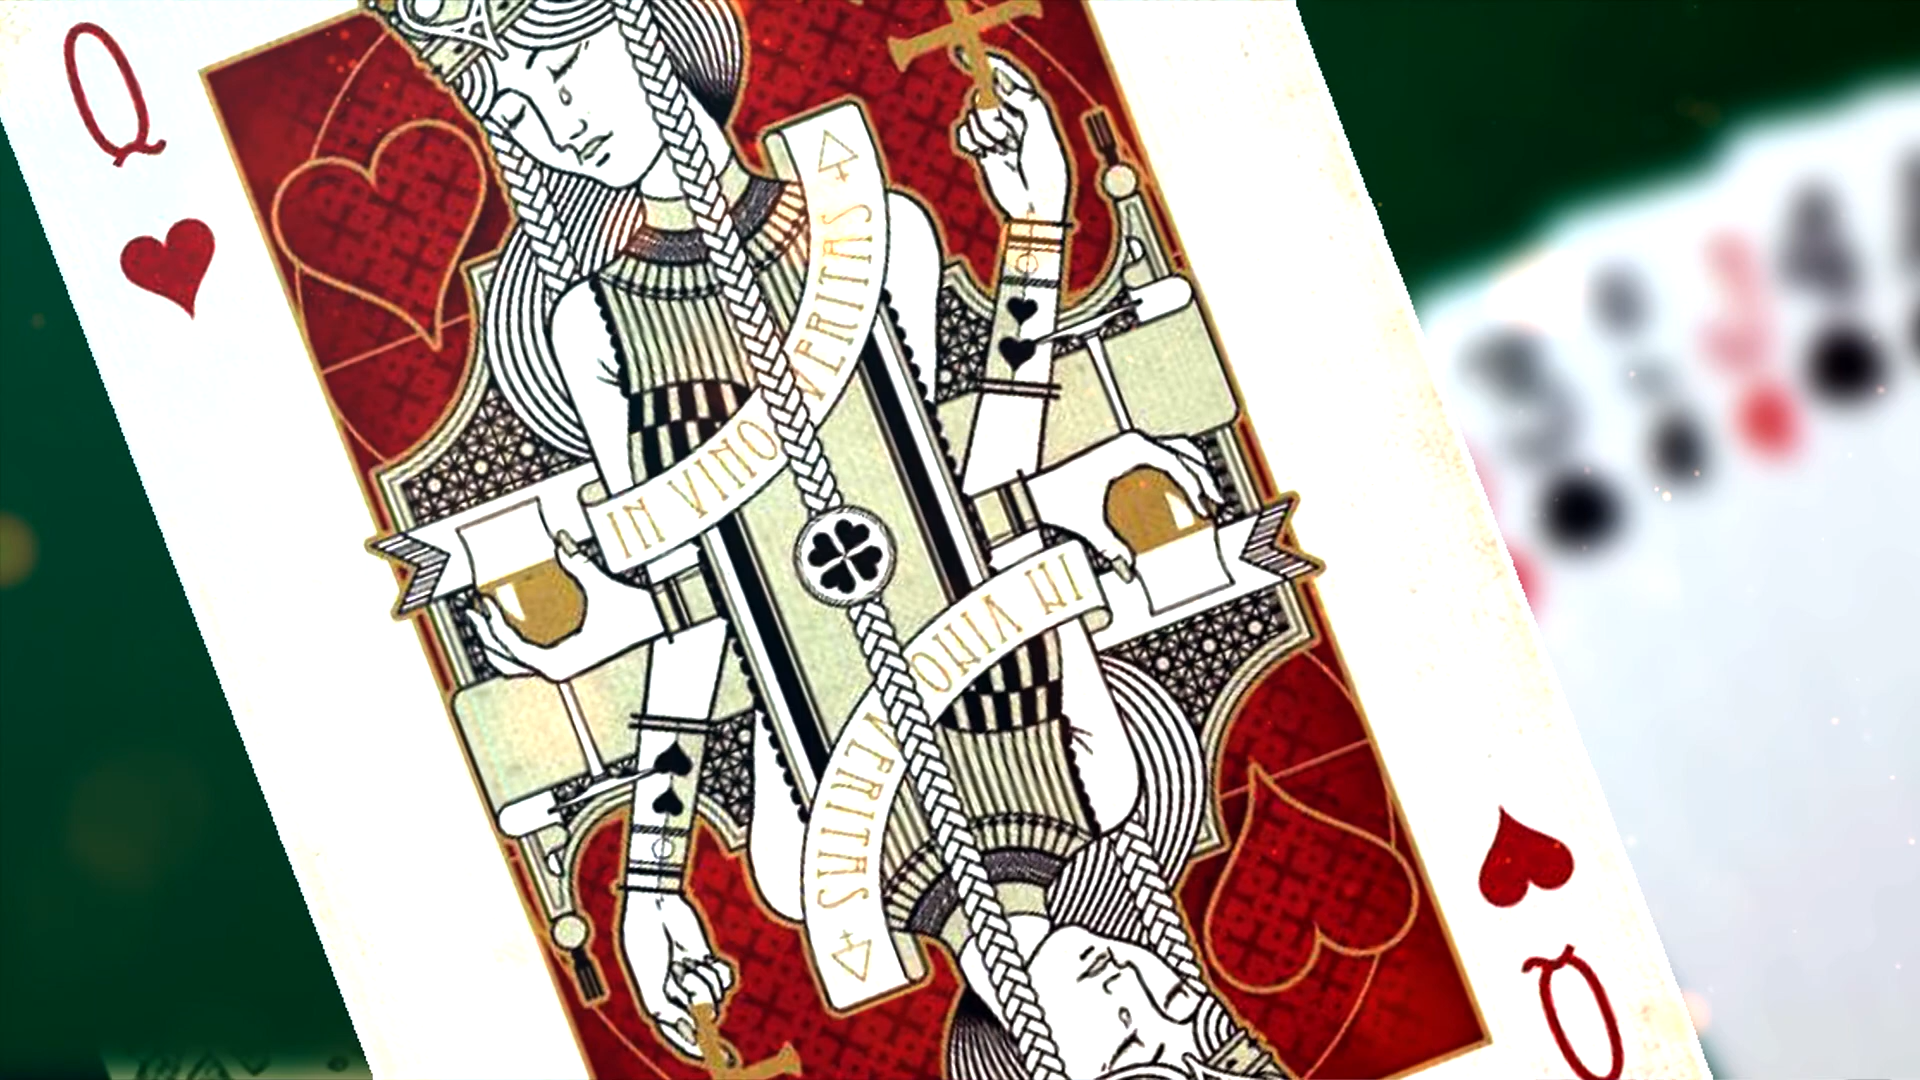 Q
IN VINO VERITAS
IN VINO
VERITAS
Q